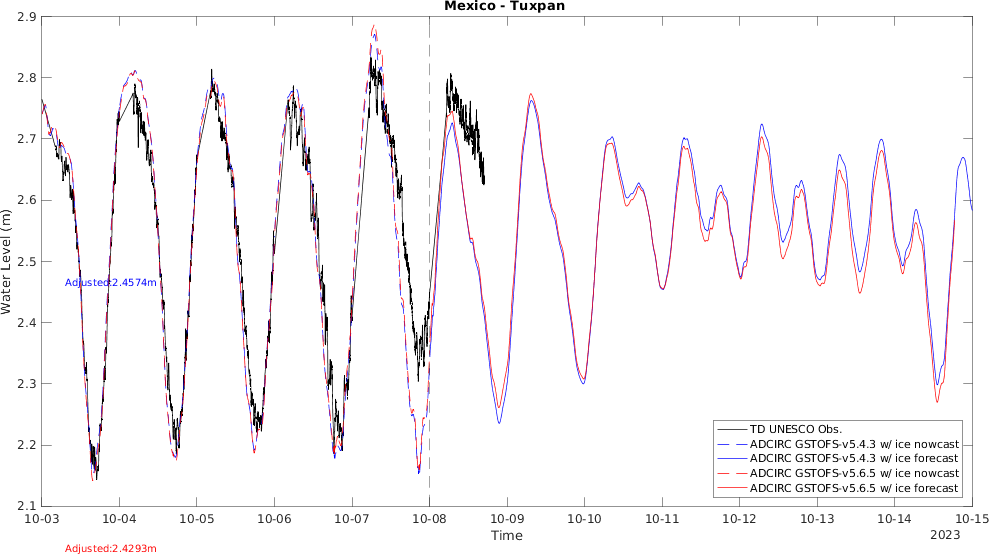 Mexico - Tuxpan
2.9
2.8
2.7
2.6
2.5
2.4
2.3
2.2
2.1
Water Level (m)
Adjusted:2.4574m
TD UNESCO Obs.
ADCIRC GSTOFS-v5.4.3 w/ ice nowcast
ADCIRC GSTOFS-v5.4.3 w/ ice forecast
ADCIRC GSTOFS-v5.6.5 w/ ice nowcast
ADCIRC GSTOFS-v5.6.5 w/ ice forecast
10-03 10-04 10-05 10-06 10-07 10-08 10-09 10-10 10-11 10-12 10-13 10-14 10-15
Time
2023
Adjusted:2.4293m